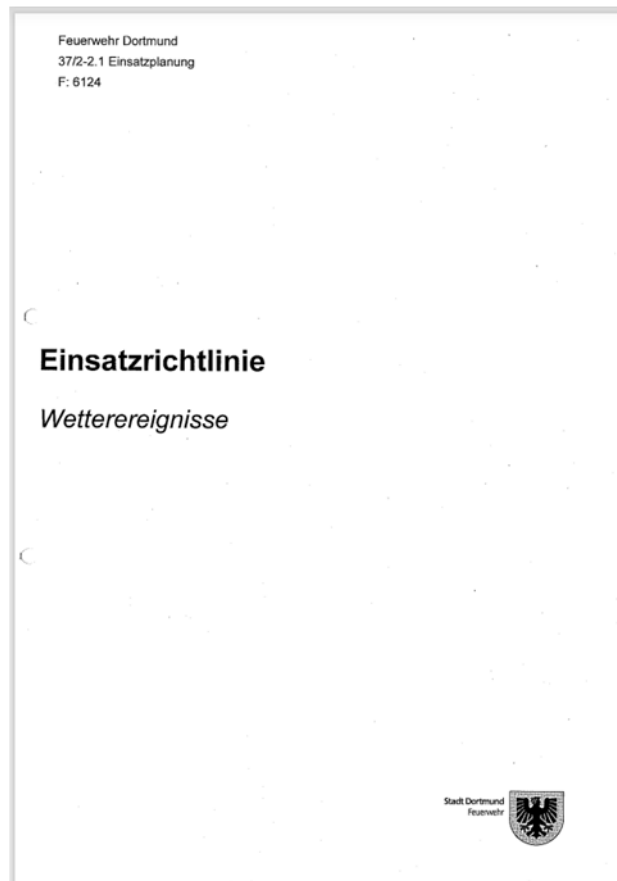 Feuerwehr Dortmund
37/2-2.1 Einsatzplanung
F: 6124
Einsatzrichtlinie
Wetterereignisse
Stadt Dortmund
Feuerwehr